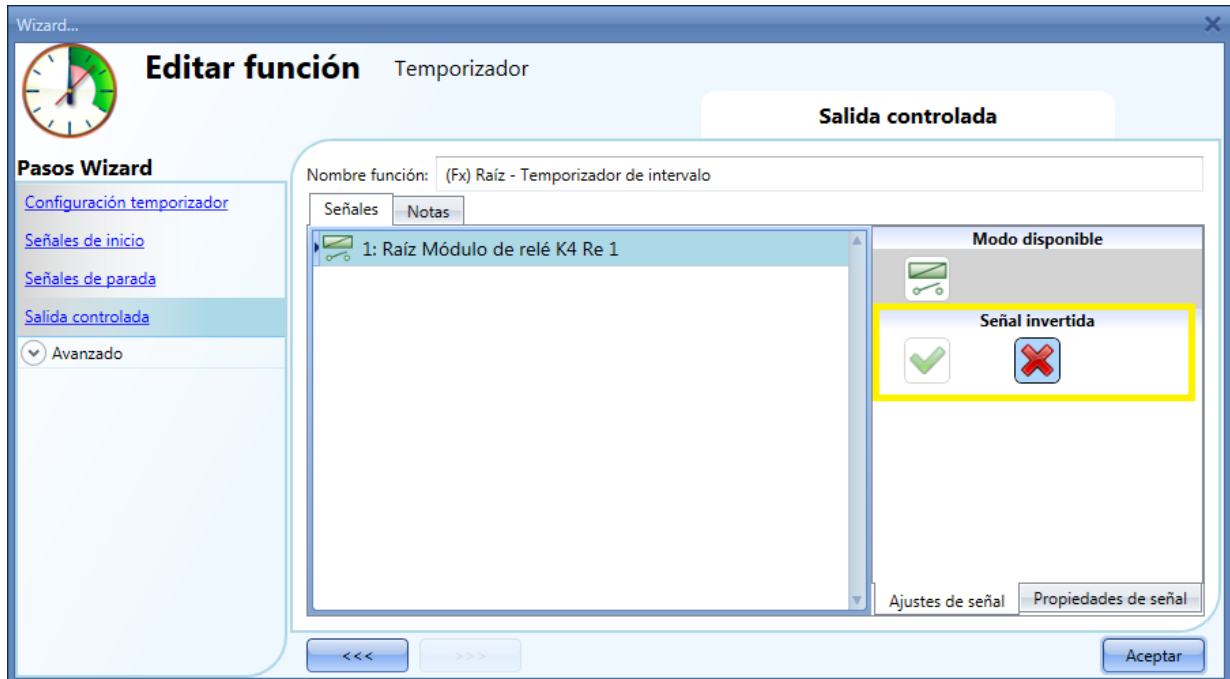 Wizard...
Editar función Temporizador
Salida controlada
Pasos Wizard
Configuración temporizador
Señales de inicio
Señales de parada
Salida controlada
Avanzado
Nombre función: (Fx) Raíz - Temporizador de intervalo
Señales Notas
1: Raíz Módulo de relé K4 Re 1
Modo disponible
Señal invertida
Ajustes de señal Propiedades de señal
<<< >>> Aceptar